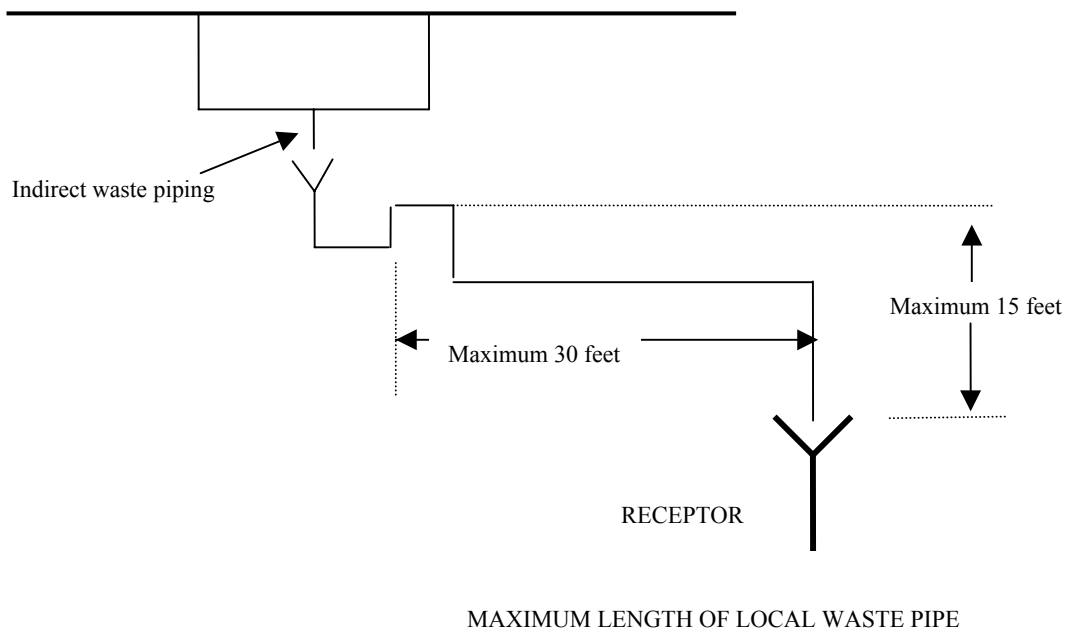 Indirect waste piping
Maximum 15 feet
Maximum 30 feet
RECEPTOR
MAXIMUM LENGTH OF LOCAL WASTE PIPE